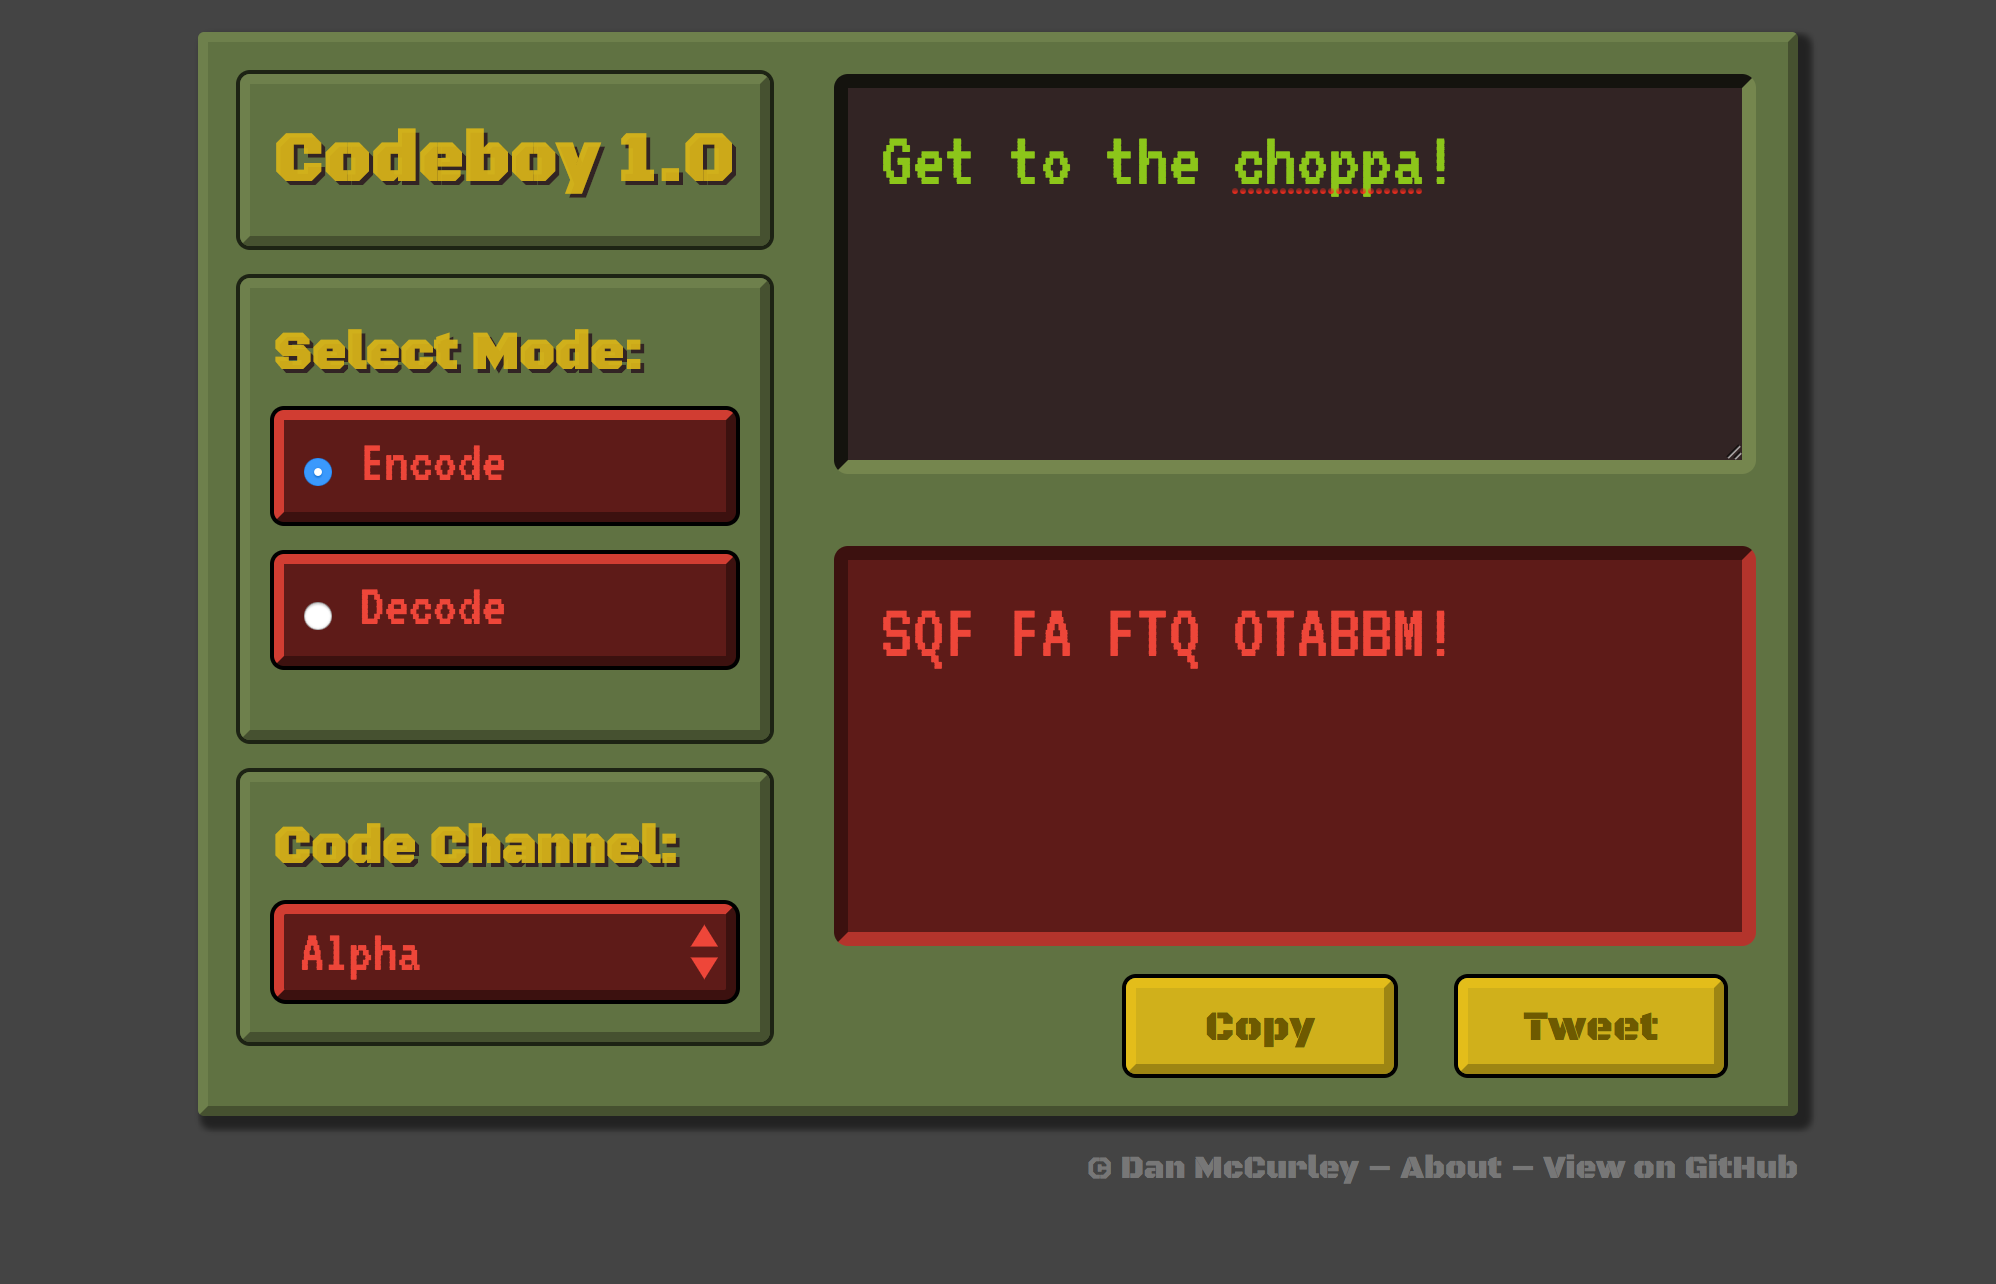 Codeboy 1.0
Select Mode:
Encode
Decode
Code Channel:
Alpha
Get to the choppa!
SQF FA FTQ OTABBM!
Copy
Tweet
© Dan McCurley — About — View on GitHub